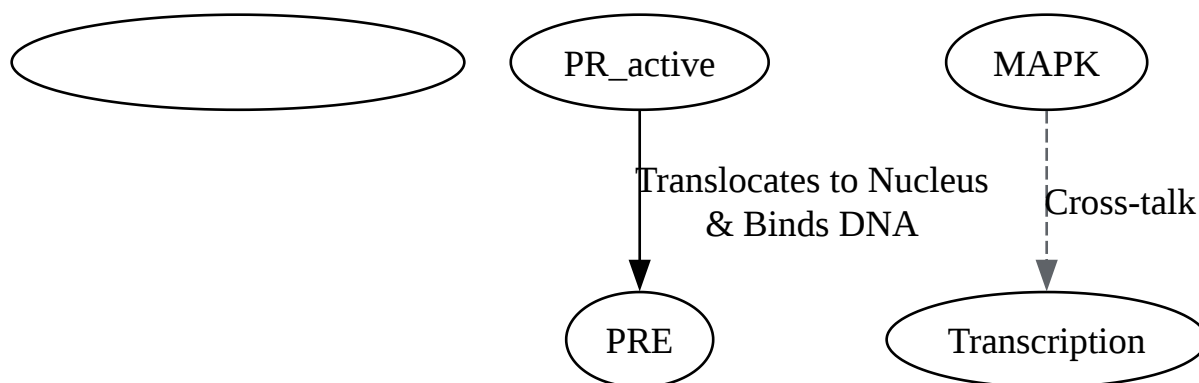 PR_active
MAPK
Translocates to Nucleus
& Binds DNA
Cross-talk
PRE
Transcription